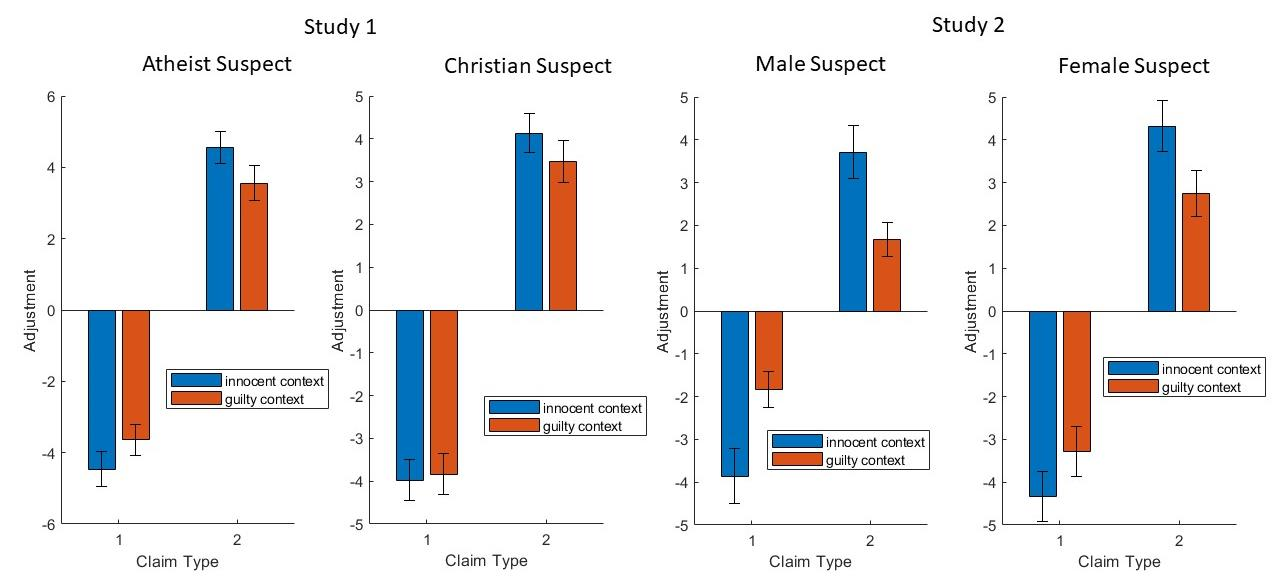 Study 1
Study 2
Atheist Suspect
Christian Suspect
Male Suspect
Female Suspect
6
4
2
0
-2
-4
-6
Adjustment
1
2
Claim Type
innocent context
guilty context
5
4
3
2
1
0
-1
-2
-3
-4
-5
Adjustment
1
2
Claim Type
innocent context
guilty context
5
4
3
2
1
0
-1
-2
-3
-4
-5
Adjustment
1
2
Claim Type
innocent context
guilty context
5
4
3
2
1
0
-1
-2
-3
-4
-5
Adjustment
1
2
Claim Type
innocent context
guilty context